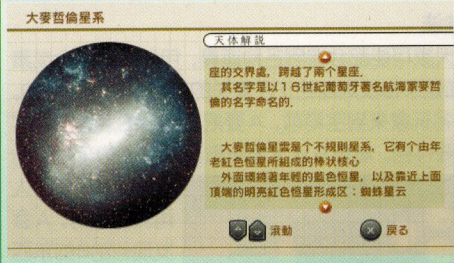 大麥哲倫星系
天体解説
座的交界處，跨越了兩個星座．
其名字是以16世紀葡萄牙著名航海家麥哲
倫的名字命名的．
大麥哲倫星雲是个不規則星系，它有个由年
老紅色恒星所組成的棒状核心
外面環繞著年輕的藍色恒星，以及靠近上面
頂端的明亮紅色恒星形成区：蜘蛛星云
滾動
戻る